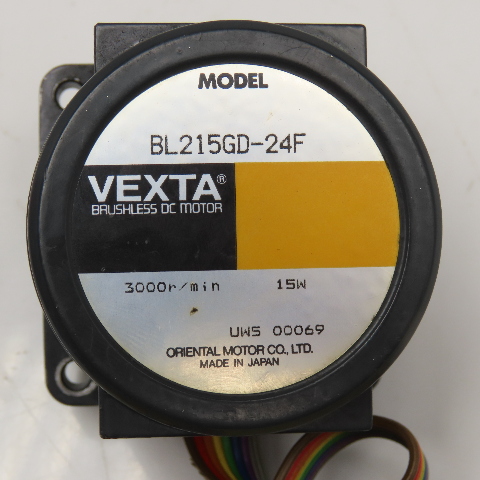 MODEL
BL215GD-24F
VEXTA®
BRUSHLESS DC MOTOR
3000r/min 15W
UWS 00069
ORIENTAL MOTOR CO., LTD.
MADE IN JAPAN